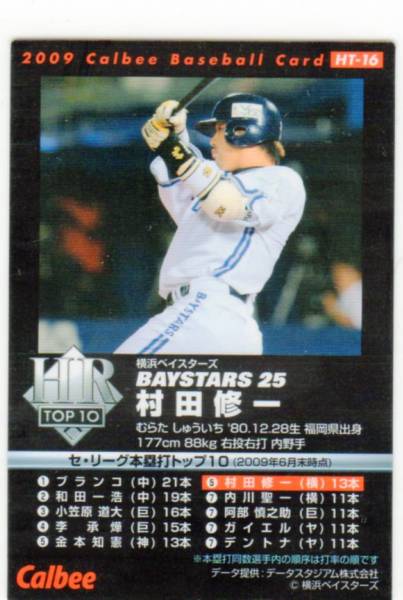 2009 Calbee Baseball Card HT-16
BAYSTARS
HR
TOP 10
横浜ベイスターズ
BAYSTARS 25
村田修一
むらた しゅういち '80.12.28生 福岡県出身
177cm 88kg 右投右打 内野手
セ・リーグ本塁打トップ10 (2009年6月末時点)
1 ブランコ (中) 21本
2 和田一浩 (中) 19本
3 小笠原 道大 (巨) 16本
4 李 承燁 (巨) 15本
5 金本知憲 (神) 13本
5 村田修一 (横) 13本
7 内川聖一 (横) 11本
7 阿部 慎之助 (巨) 11本
7 ガイエル (ヤ) 11本
7 デントナ (ヤ) 11本
※本塁打同数選手内の順序は打率の順です
データ提供:データスタジアム株式会社
Calbee
© 横浜ベイスターズ